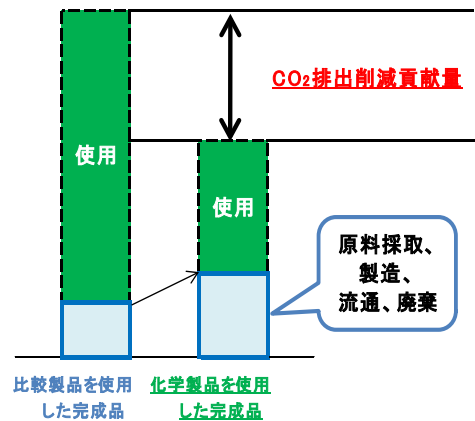 CO₂排出削減貢献量
使用
使用
原料採取、
製造、
流通、廃棄
比較製品を使用
した完成品
化学製品を使用
した完成品